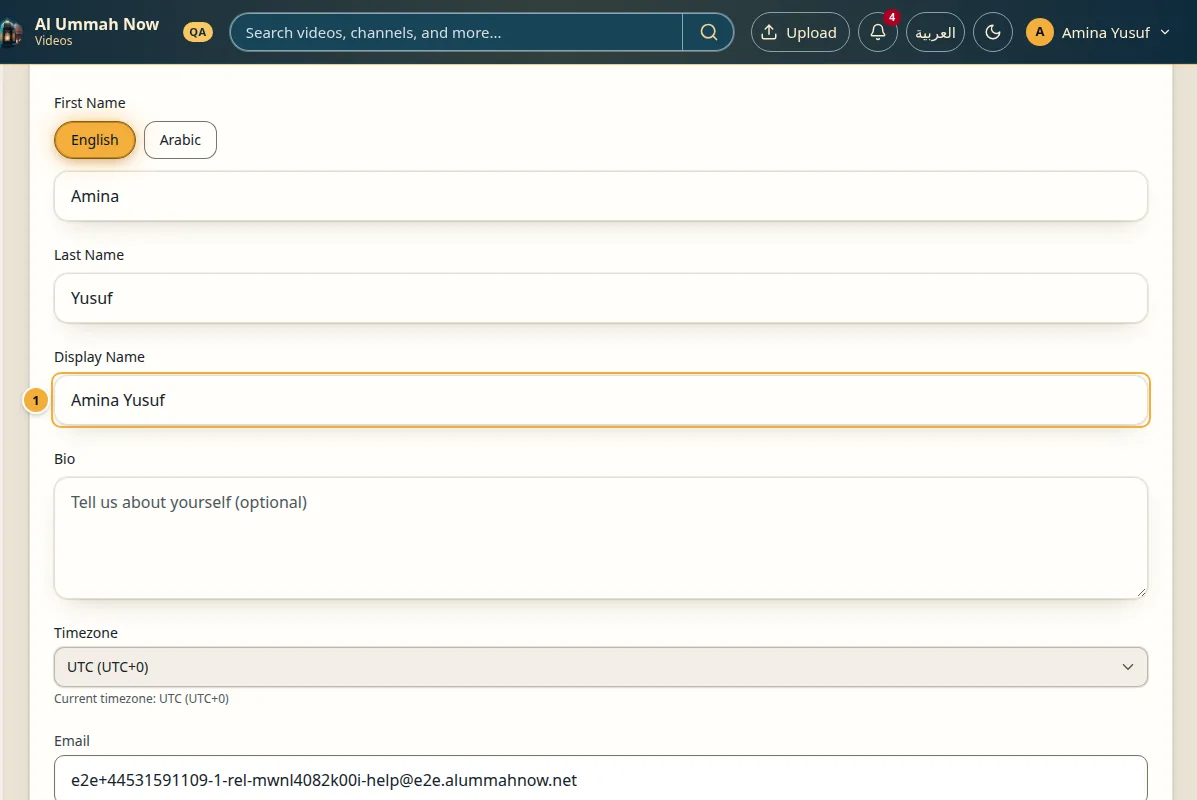 Al Ummah Now
Videos
QA
Search videos, channels, and more...
Upload
4
العربية
A
Amina Yusuf
First Name
English
Arabic
Amina
Last Name
Yusuf
Display Name
1
Amina Yusuf
Bio
Tell us about yourself (optional)
Timezone
UTC (UTC+0)
Current timezone: UTC (UTC+0)
Email
e2e+44531591109-1-rel-mwnl4082k00i-help@e2e.alummahnow.net